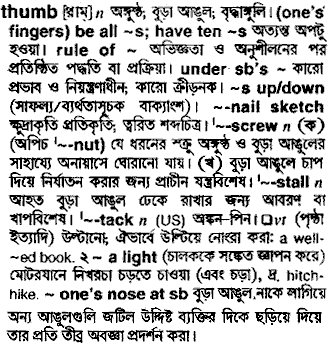 thumb [থাম্] n অঙ্গুষ্ঠ; বুড়া আঙুল; বৃদ্ধাঙ্গুলি। (one's
fingers) be all ~s; have ten ~s অত্যন্ত অপটু
হওয়া। rule of ~ অভিজ্ঞতা ও অনুশীলনের পর
প্রতিষ্ঠিত পদ্ধতি বা প্রক্রিয়া। under sb's ~ কারো
প্রভাব ও নিয়ন্ত্রণাধীন; কারো ক্রীড়নক। ~s up/down
(সাফল্য/ব্যর্থতাসূচক বাক্যাংশ)। '~-nail sketch
ক্ষুদ্রাকৃতি প্রতিকৃতি; ত্বরিত শব্দচিত্র। '~-screw n (ক)
(অপিচ '~-nut) যে ধরনের স্ক্রু অঙ্গুষ্ঠ ও বুড়া আঙুলের
সাহায্যে অনায়াসে ঘোরানো যায়। (খ) বুড়া আঙুলে চাপ
দিয়ে নির্যাতন করার জন্য প্রাচীন যন্ত্রবিশেষ। '~-stall n
আহত বুড়া আঙুল ঢেকে রাখার জন্য আবরণ বা
খাপবিশেষ। '~-tack n (US) অঙ্কন-পিন। □vt (পৃষ্ঠা
ইত্যাদি) উল্টানো; ঐভাবে উল্টিয়ে নোংরা করা: a well-
~ed book. ২ ~ a light (চালককে সঙ্কেত জ্ঞাপন করে)
মোটরযানে নিখরচা চড়তে চাওয়া (এবং চড়া), দ্র. hitch-
hike. ~ one's nose at sb বুড়া আঙুল নাকে লাগিয়ে
অন্য আঙুলগুলি জটিল উদ্দিষ্ট ব্যক্তির দিকে ছড়িয়ে দিয়ে
তার প্রতি তীব্র অবজ্ঞা প্রদর্শন করা।